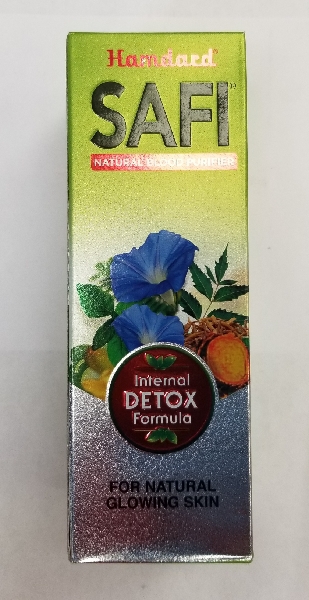 Hamdard
SAFI
NATURAL BLOOD PURIFIER
Internal
DETOX
Formula
FOR NATURAL
GLOWING SKIN